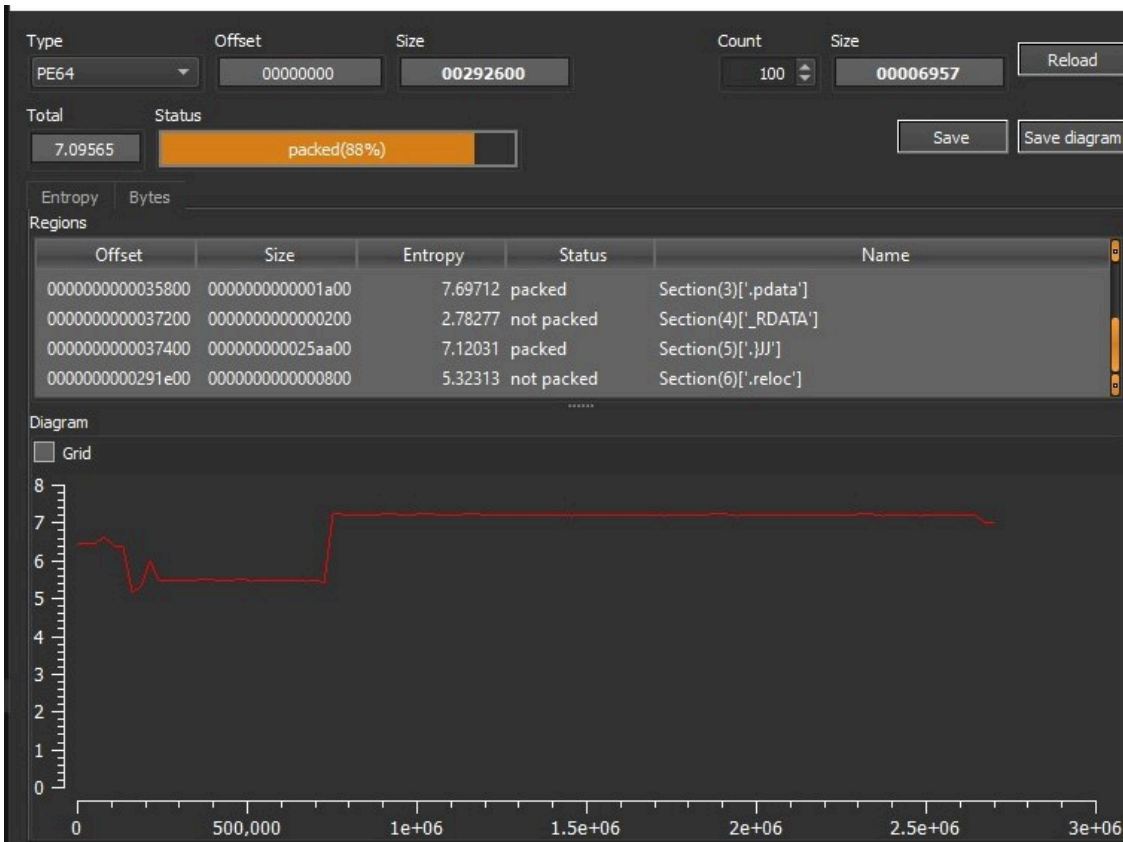 Type Offset Size Count Size
PE64 00000000 00292600 100 00006957 Reload
Total Status
7.09565 packed(88%) Save Save diagram
Entropy Bytes
Regions
Offset Size Entropy Status Name
0000000000035800 0000000000001a00 7.69712 packed Section(3)['.pdata']
0000000000037200 0000000000000200 2.78277 not packed Section(4)['_RDATA']
0000000000037400 000000000025aa00 7.12031 packed Section(5)['.}JJ']
0000000000291e00 0000000000000800 5.32313 not packed Section(6)['.reloc']
Diagram
Grid
8
7
6
5
4
3
2
1
0
0 500,000 1e+06 1.5e+06 2e+06 2.5e+06 3e+06